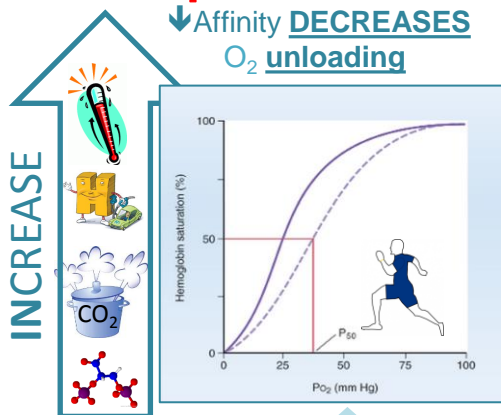 ↓Affinity DECREASES
O₂ unloading
INCREASE
H
CO₂
100
50
0
Hemoglobin saturation (%)
P₅₀
0 25 50 75 100
Po₂ (mm Hg)